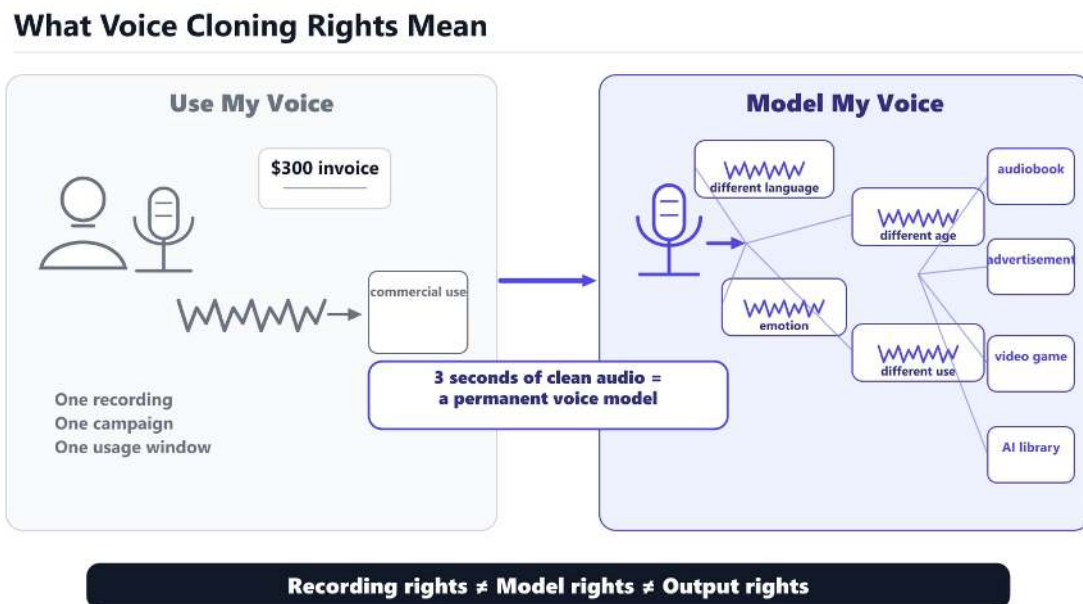 What Voice Cloning Rights Mean
Use My Voice
$300 invoice
commercial use
One recording
One campaign
One usage window
3 seconds of clean audio =
a permanent voice model
Model My Voice
different language
different age
emotion
different use
audiobook
advertisement
video game
AI library
Recording rights ≠ Model rights ≠ Output rights